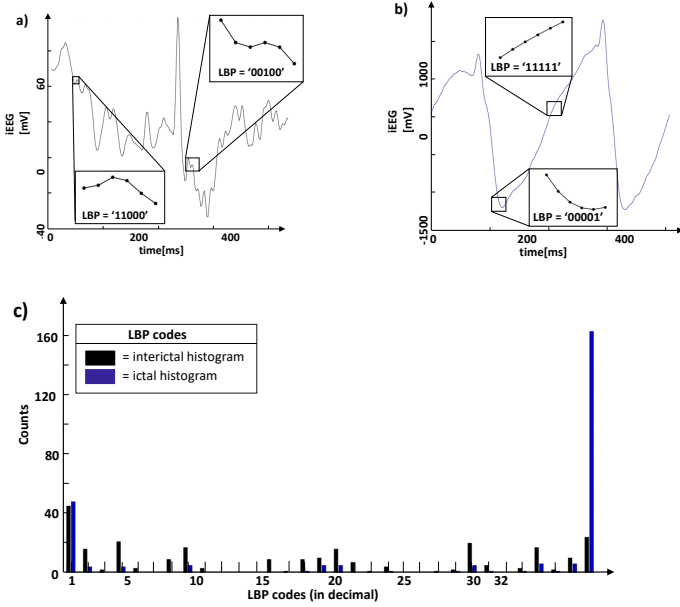 a)
60
0
40
iEEG
[mV]
LBP = ‘00100’
LBP = ‘11000’
0 200 400
time[ms]
b)
1000
0
-1500
iEEG
[mV]
LBP = ‘11111’
LBP = ‘00001’
0 200 400
time[ms]
c)
160
120
80
40
0
Counts
LBP codes
= interictal histogram
= ictal histogram
1 5 10 15 20 25 30 32
LBP codes (in decimal)